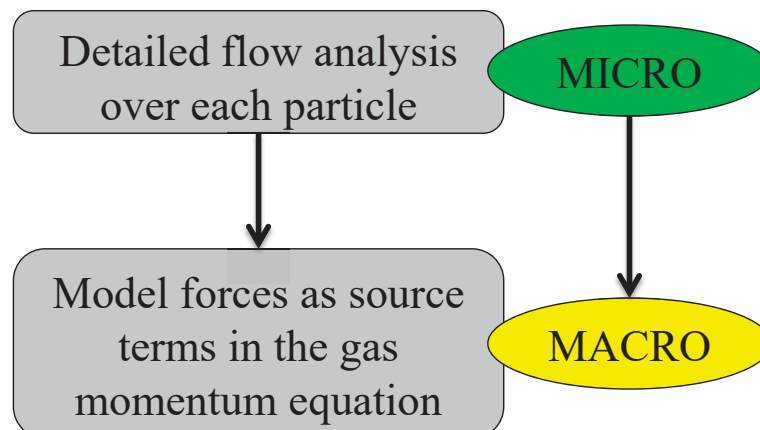 Detailed flow analysis
over each particle
MICRO
Model forces as source
terms in the gas
momentum equation
MACRO